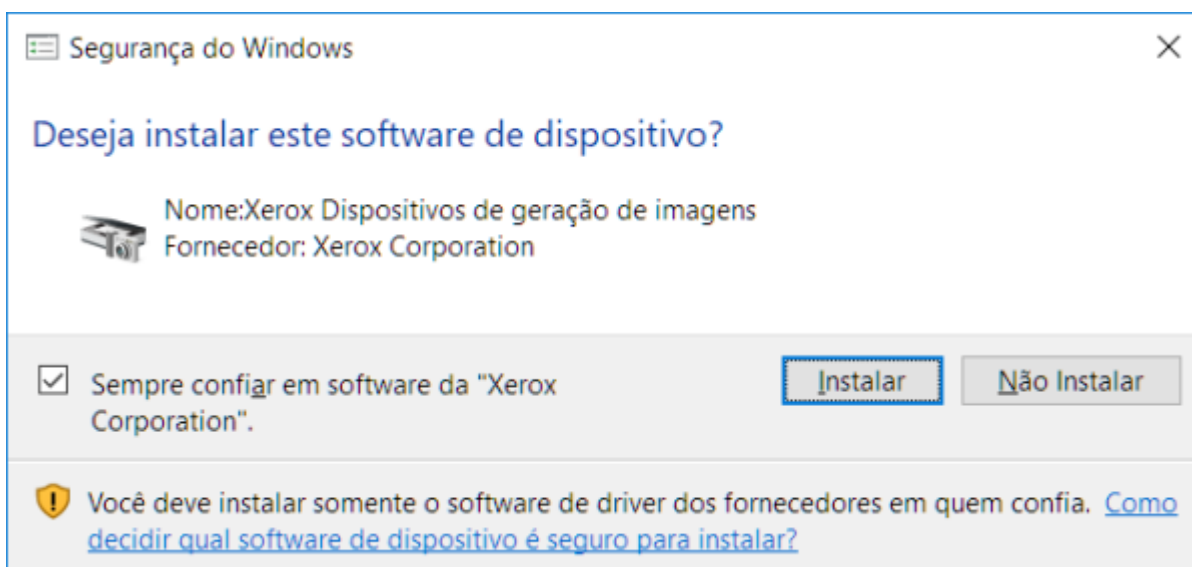 Segurança do Windows
Deseja instalar este software de dispositivo?
Nome:Xerox Dispositivos de geração de imagens
Fornecedor: Xerox Corporation
Sempre confiar em software da "Xerox
Corporation".
Instalar
Não Instalar
Você deve instalar somente o software de driver dos fornecedores em quem confia. Como
decidir qual software de dispositivo é seguro para instalar?